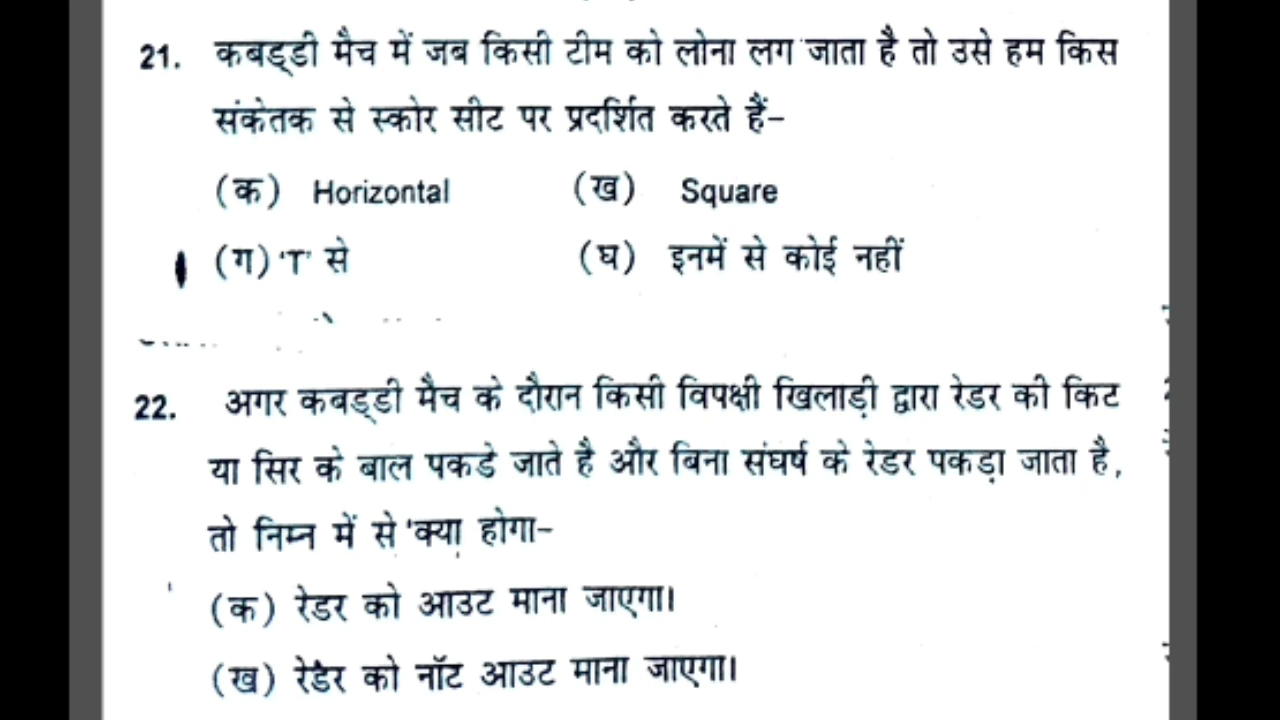 21. कबड्डी मैच में जब किसी टीम को लोना लग जाता है तो उसे हम किस
संकेतक से स्कोर सीट पर प्रदर्शित करते हैं-
(क) Horizontal (ख) Square
(ग) 'T' से (घ) इनमें से कोई नहीं
22. अगर कबड्डी मैच के दौरान किसी विपक्षी खिलाड़ी द्वारा रेडर की किट
या सिर के बाल पकडे जाते है और बिना संघर्ष के रेडर पकड़ा जाता है,
तो निम्न में से 'क्या होगा-
(क) रेडर को आउट माना जाएगा।
(ख) रेडर को नॉट आउट माना जाएगा।